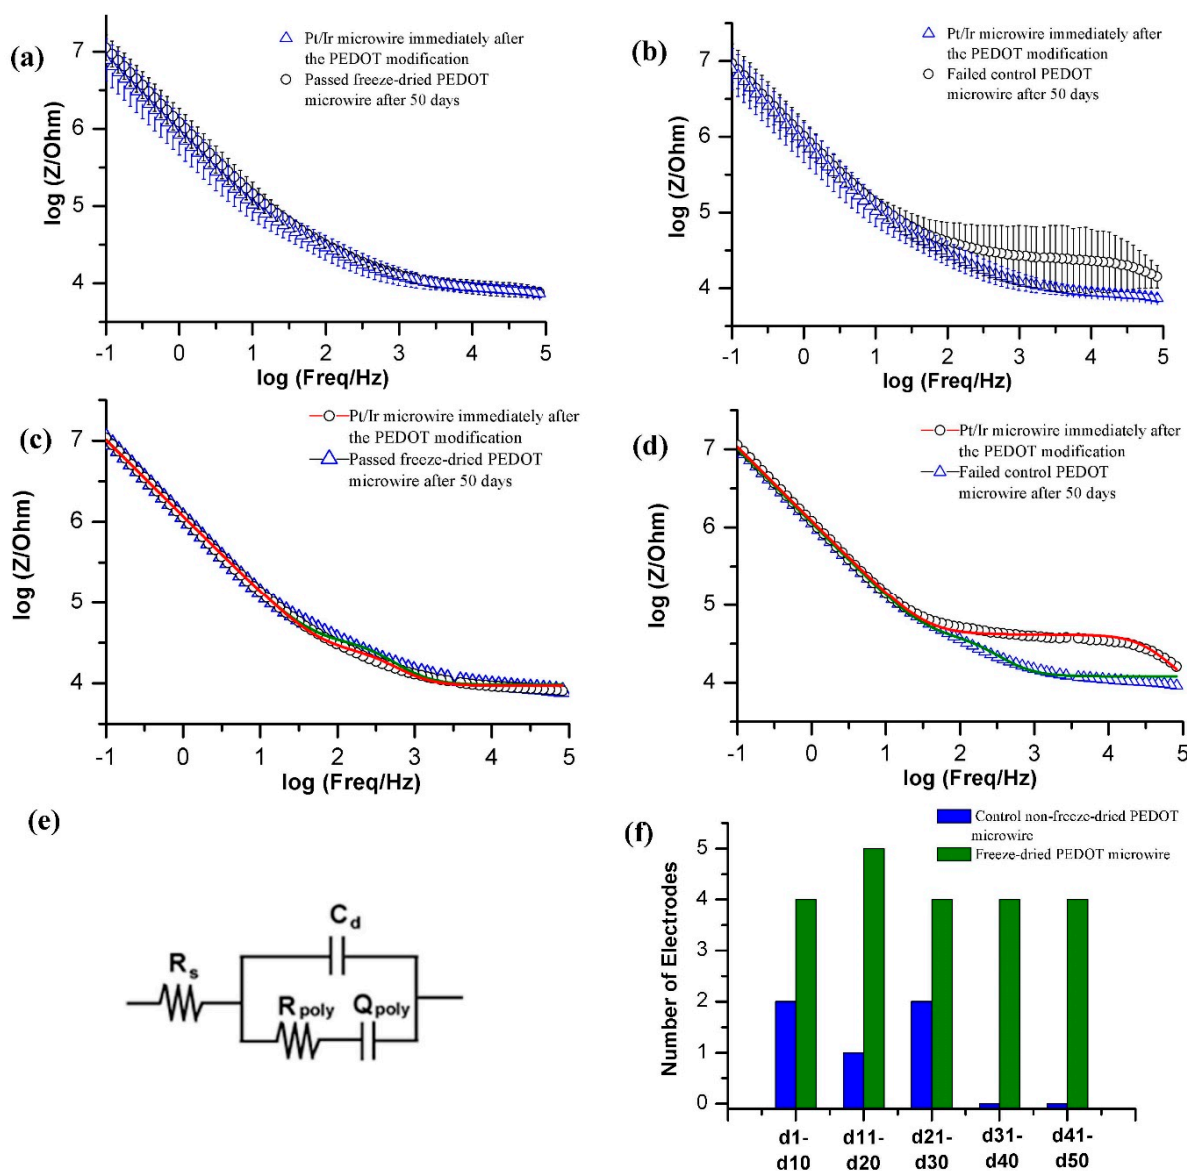 (a)
Pt/Ir microwire immediately after
the PEDOT modification
Passed freeze-dried PEDOT
microwire after 50 days
log (Z/Ohm)
7
6
5
4
-1 0 1 2 3 4 5
log (Freq/Hz)
(b)
Pt/Ir microwire immediately after
the PEDOT modification
Failed control PEDOT
microwire after 50 days
log (Z/Ohm)
7
6
5
4
-1 0 1 2 3 4 5
log (Freq/Hz)
(c)
Pt/Ir microwire immediately after
the PEDOT modification
Passed freeze-dried PEDOT
microwire after 50 days
log (Z/Ohm)
7
6
5
4
-1 0 1 2 3 4 5
log (Freq/Hz)
(d)
Pt/Ir microwire immediately after
the PEDOT modification
Failed control PEDOT
microwire after 50 days
log (Z/Ohm)
7
6
5
4
-1 0 1 2 3 4 5
log (Freq/Hz)
(e)
Cd
Rs
Rpoly Qpoly
(f)
Control non-freeze-dried PEDOT
microwire
Freeze-dried PEDOT microwire
Number of Electrodes
5
4
3
2
1
0
d1- d11- d21- d31- d41-
d10 d20 d30 d40 d50